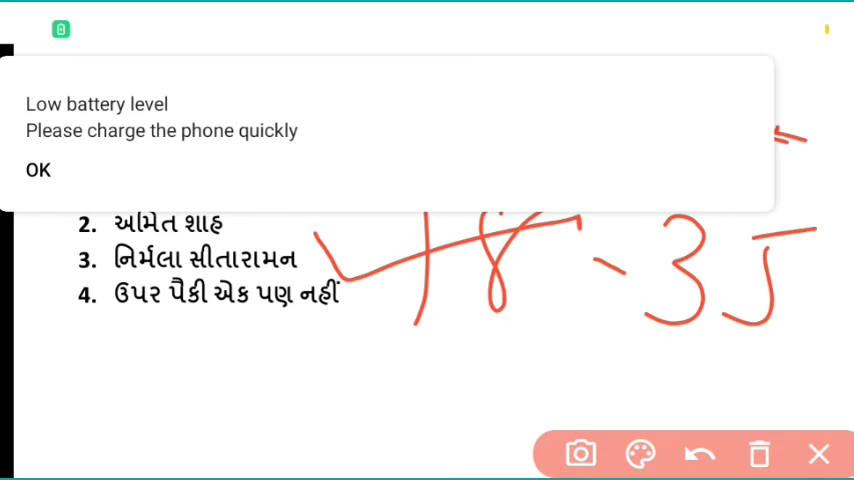 Low battery level
Please charge the phone quickly
OK
2. અમિત શાહ
3. નિર્મલા સીતારામન
4. ઉપર પૈકી એક પણ નહીં